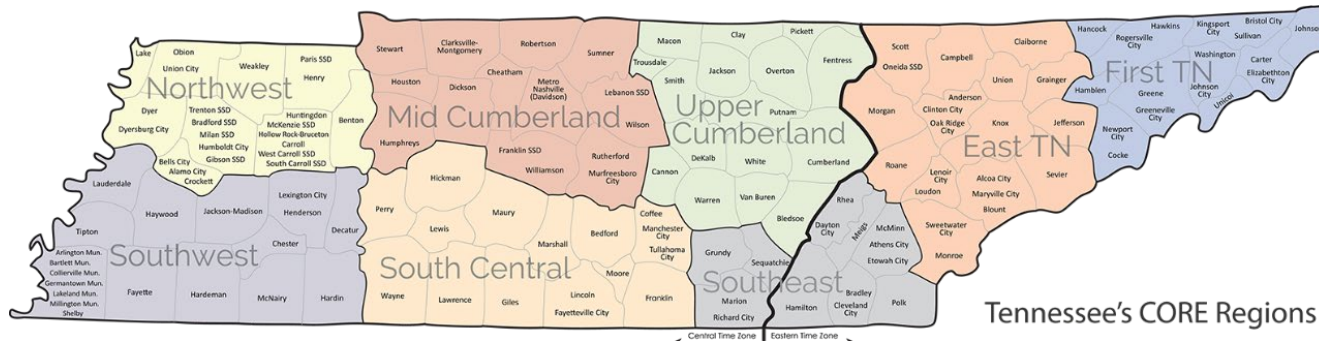 Lake
Obion
Union City
Weakley
Paris SSD
Henry
Northwest
Dyer
Dyersburg City
Trenton SSD
Bradford SSD
Milan SSD
Humboldt City
Gibson SSD
Huntingdon
McKenzie SSD
Hollow Rock-Bruceton
Carroll
West Carroll SSD
South Carroll SSD
Benton
Bells City
Alamo City
Crockett
Stewart
Clarksville-
Montgomery
Robertson
Sumner
Houston
Dickson
Cheatham
Metro
Nashville
(Davidson)
Lebanon SSD
Mid Cumberland
Wilson
Humphreys
Franklin SSD
Williamson
Rutherford
Murfreesboro
City
Macon
Clay
Pickett
Trousdale
Smith
Jackson
Overton
Fentress
Upper
Cumberland
Putnam
DeKalb
White
Cumberland
Cannon
Warren
Van Buren
Bledsoe
Scott
Oneida SSD
Campbell
Claiborne
Union
Grainger
Morgan
Anderson
Clinton City
Oak Ridge
City
Knox
Jefferson
East TN
Roane
Lenoir
City
Loudon
Alcoa City
Maryville City
Blount
Sevier
Sweetwater
City
Monroe
Hancock
Hawkins
Rogersville
City
Kingsport
City
Bristol City
Sullivan
Johnson
First TN
Washington
Johnson
City
Carter
Elizabethton
City
Unicoi
Hamblen
Greene
Greeneville
City
Newport
City
Cocke
Lauderdale
Haywood
Jackson-Madison
Lexington City
Henderson
Decatur
Tipton
Chester
Southwest
Arlington Mun.
Bartlett Mun.
Collierville Mun.
Germantown Mun.
Lakeland Mun.
Millington Mun.
Shelby
Fayette
Hardeman
McNairy
Hardin
Hickman
Perry
Lewis
Maury
Marshall
Bedford
Coffee
Manchester
City
Tullahoma
City
South Central
Moore
Wayne
Lawrence
Giles
Lincoln
Fayetteville City
Franklin
Grundy
Sequatchie
Southeast
Marion
Richard City
Rhea
Dayton
City
Meigs
McMinn
Athens City
Etowah City
Hamilton
Bradley
Cleveland
City
Polk
Tennessee's CORE Regions
Central Time Zone
Eastern Time Zone